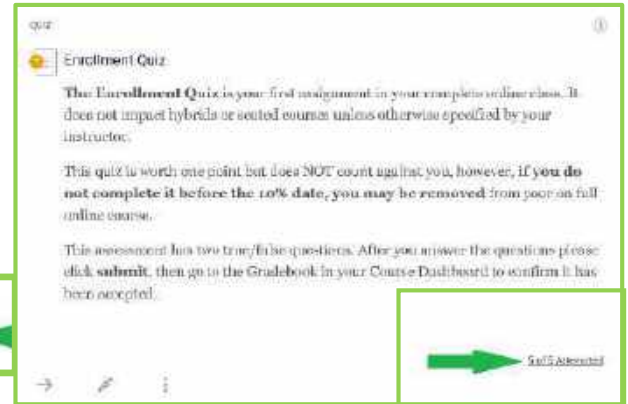 QUIZ
Enrollment Quiz
The Enrollment Quiz is your first assignment in your complete online class. It
does not impact hybrids or seated courses unless otherwise specified by your
instructor.
This quiz is worth one point but does NOT count against you, however, if you do
not complete it before the 10% date, you may be removed from your on full
online course.
This assessment has two true/false questions. After you answer the questions please
click submit, then go to the Gradebook in your Course Dashboard to confirm it has
been accepted.
5 of 5 Attempted